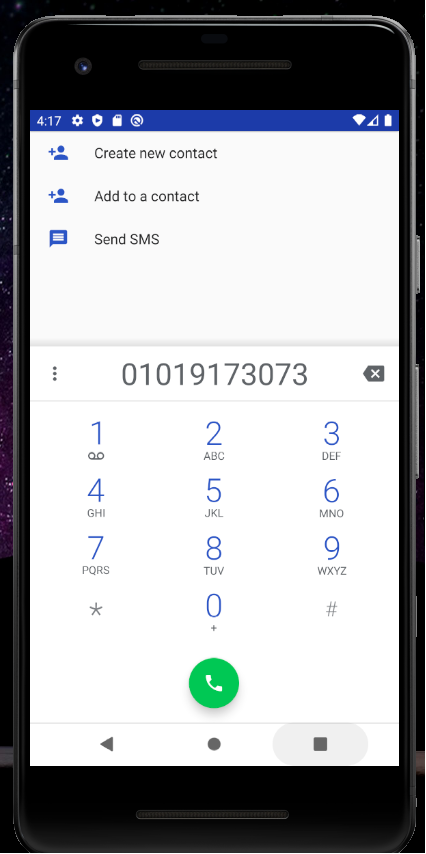 4:17
Create new contact
Add to a contact
Send SMS
01019173073
1 2 3
ABC DEF
4 5 6
GHI JKL MNO
7 8 9
PQRS TUV WXYZ
* 0 #
+